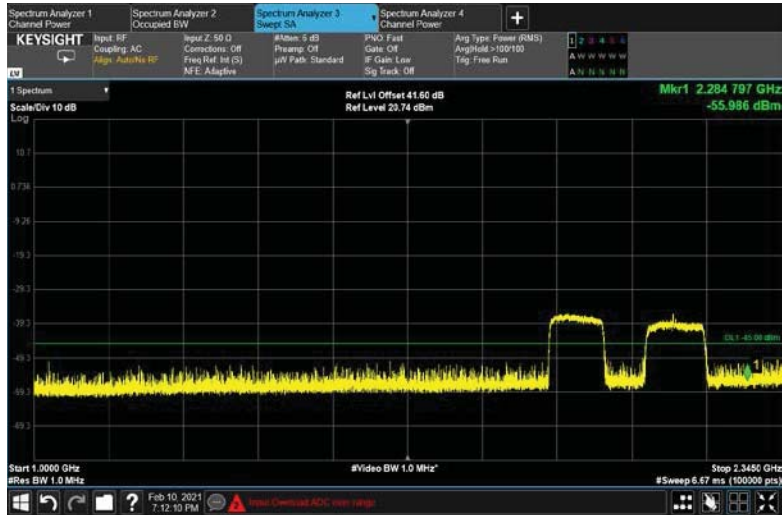 Spectrum Analyzer 1
Channel Power
Spectrum Analyzer 2
Occupied BW
Spectrum Analyzer 3
Swept SA
Spectrum Analyzer 4
Channel Power
+
KEYSIGHT
Input: RF
Coupling: AC
Align: Auto/No RF
Input Z: 50 Ω
Corrections: Off
Freq Ref: Int (S)
NFE: Adaptive
#Atten: 6 dB
Preamp: Off
µW Path: Standard
PNO: Fast
Gate: Off
IF Gain: Low
Sig Track: Off
Avg Type: Power (RMS)
Avg|Hold >100/100
Trig: Free Run
1 2 3 4 5 6
A W W W W W
A N N N N N
1 Spectrum
Scale/Div 10 dB
Log
Ref Lvl Offset 41.60 dB
Ref Level 20.74 dBm
Mkr1 2.284 797 GHz
-55.986 dBm
10.7
0.736
-9.26
-19.3
-29.3
-39.3
DL1 -45.00 dBm
-49.3
1
-59.3
-69.3
Start 1.0000 GHz
#Res BW 1.0 MHz
#Video BW 1.0 MHz*
Stop 2.3450 GHz
#Sweep 6.67 ms (100000 pts)
?
Feb 10, 2021
7:12:10 PM
Input Overload;ADC over range